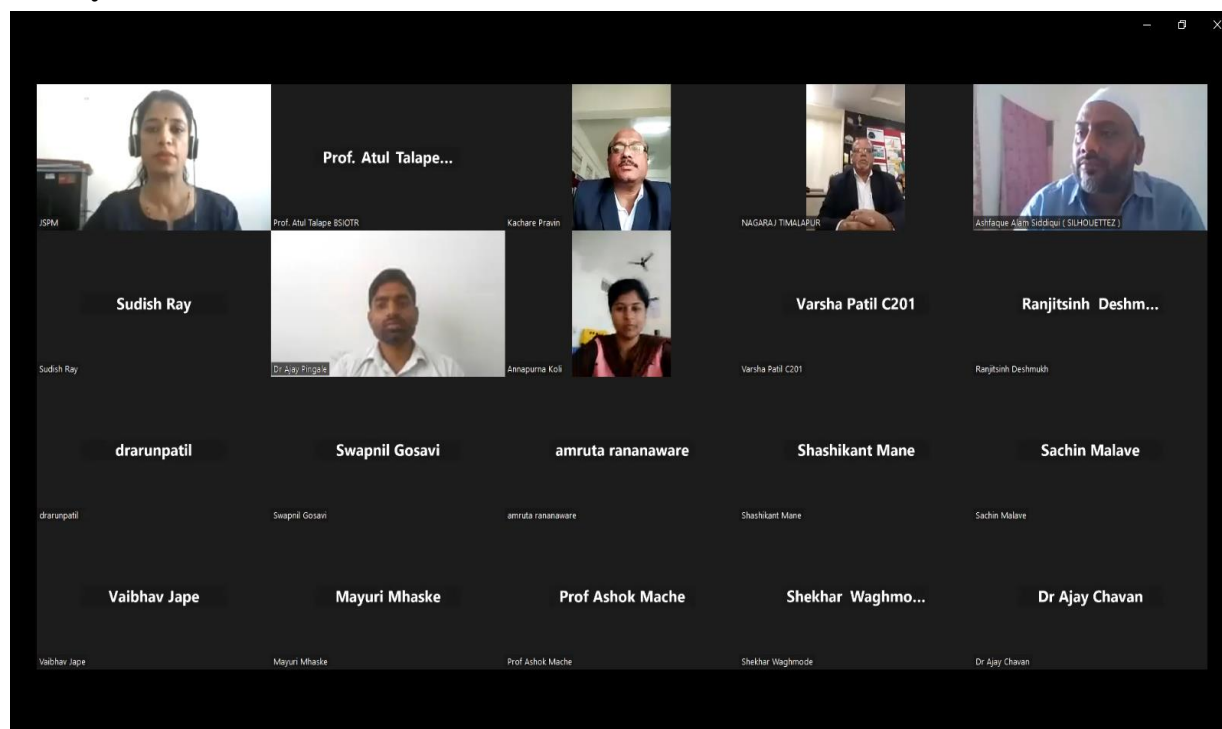 Prof. Atul Talape...
JSPM
Prof. Atul Talape BSIOTR
Kachare Pravin
NAGARAJ TIMALAPUR
Ashfaque Alam Siddiqui ( SILHOUETTEZ )
Sudish Ray
Varsha Patil C201
Ranjitsinh Deshm...
Sudish Ray
Dr Ajay Pingale
Annapurna Koli
Varsha Patil C201
Ranjitsinh Deshmukh
drarunpatil
Swapnil Gosavi
amruta rananaware
Shashikant Mane
Sachin Malave
drarunpatil
Swapnil Gosavi
amruta rananaware
Shashikant Mane
Sachin Malave
Vaibhav Jape
Mayuri Mhaske
Prof Ashok Mache
Shekhar Waghmo...
Dr Ajay Chavan
Vaibhav Jape
Mayuri Mhaske
Prof Ashok Mache
Shekhar Waghmode
Dr Ajay Chavan